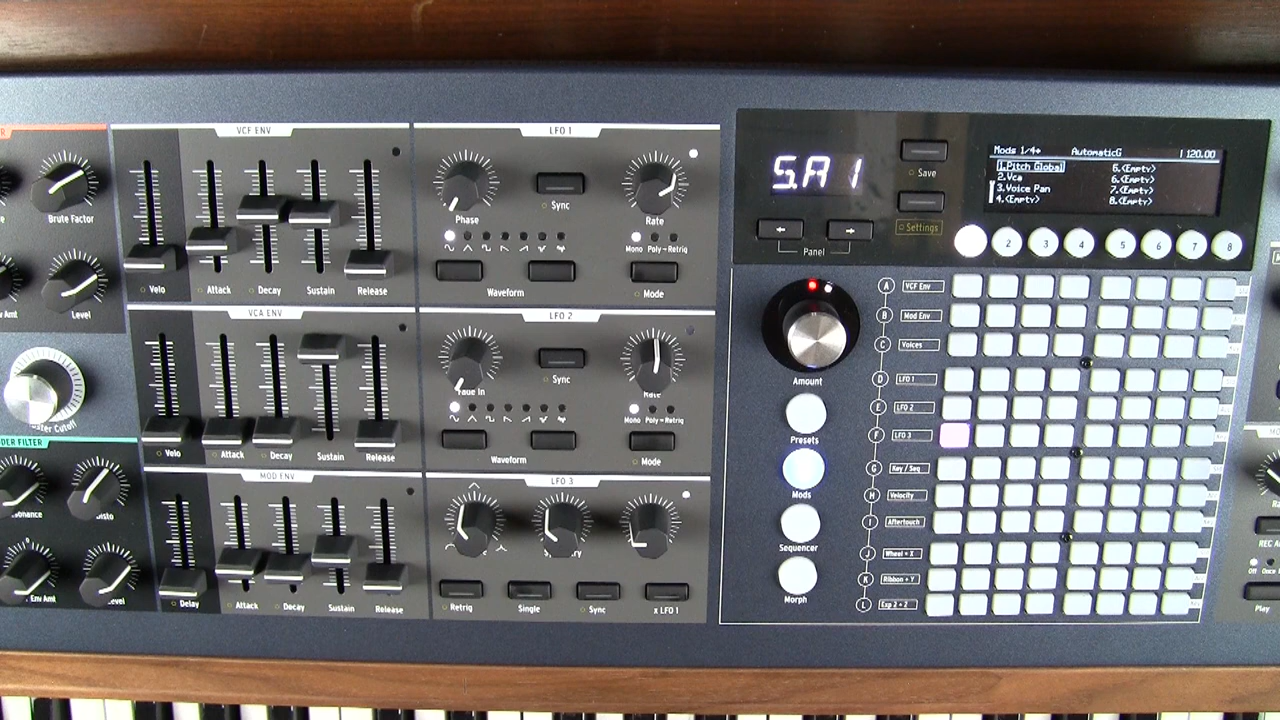 VCF ENV
Velo
Attack
Decay
Sustain
Release
VCA ENV
Velo
Attack
Decay
Sustain
Release
MOD ENV
Delay
Attack
Decay
Sustain
Release
Brute Factor
Level
Env Amt
Level
LFO 1
Phase
Sync
Rate
Mono Poly Retrig
Waveform
Mode
LFO 2
Fade In
Sync
Rate
Mono Poly Retrig
Waveform
Mode
LFO 3
Retrig
Single
Sync
x LFO 1
S.A 1
Save
Settings
Panel
Mods 1/4
AutomaticG
120.00
1.Pitch Global
2.Vca
3.Voice Pan
4.<Empty>
5.<Empty>
6.<Empty>
7.<Empty>
8.<Empty>
2 3 4 5 6 7 8
Amount
Presets
Mods
Sequencer
Morph
A VCF Env
B Mod Env
C Voices
D LFO 1
E LFO 2
F LFO 3
G Key / Seq
H Velocity
I Aftertouch
J Wheel + X
K Ribbon + Y
L Exp 2 + Z
Off
Play